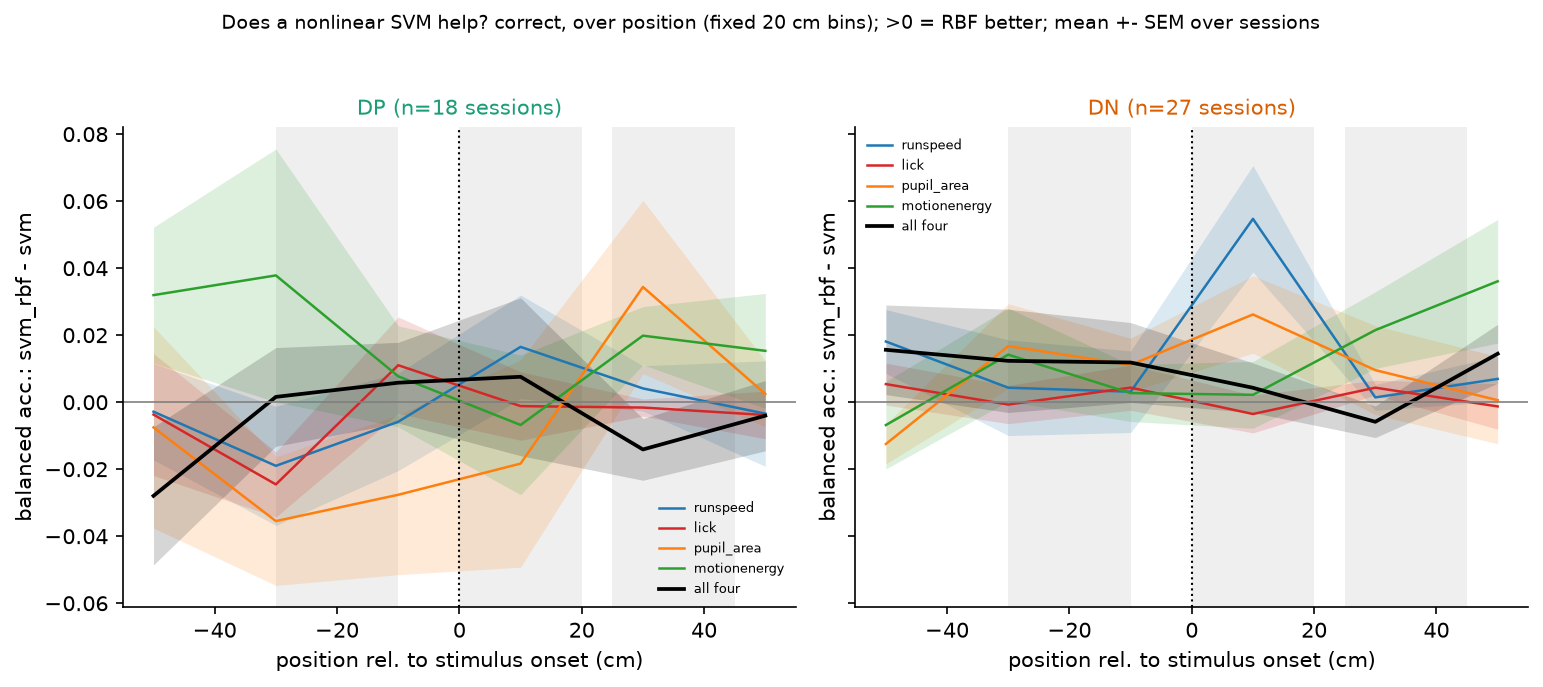 Does a nonlinear SVM help? correct, over position (fixed 20 cm bins); >0 = RBF better; mean +- SEM over sessions
DP (n=18 sessions)
balanced acc.: svm_rbf - svm
0.08
0.06
0.04
0.02
0.00
−0.02
−0.04
−0.06
runspeed
lick
pupil_area
motionenergy
all four
−40
−20
0
20
40
position rel. to stimulus onset (cm)
DN (n=27 sessions)
balanced acc.: svm_rbf - svm
runspeed
lick
pupil_area
motionenergy
all four
−40
−20
0
20
40
position rel. to stimulus onset (cm)